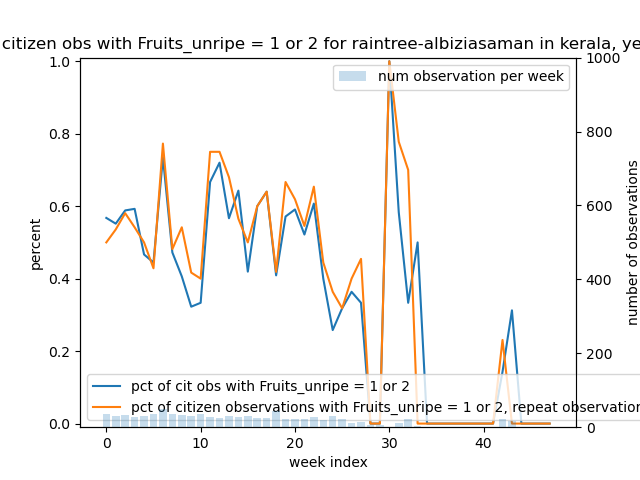 citizen obs with Fruits_unripe = 1 or 2 for raintree-albiziasaman in kerala, ye
num observation per week
1.0
0.8
0.6
0.4
0.2
0.0
percent
1000
800
600
400
200
0
number of observations
pct of cit obs with Fruits_unripe = 1 or 2
pct of citizen observations with Fruits_unripe = 1 or 2, repeat observation
0 10 20 30 40
week index